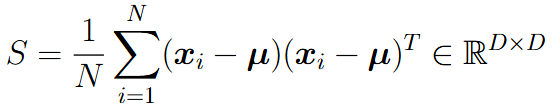 S = \frac{1}{N} \sum_{i=1}^{N} (\boldsymbol{x}_i - \boldsymbol{\mu})(\boldsymbol{x}_i - \boldsymbol{\mu})^T \in \mathbb{R}^{D \times D}